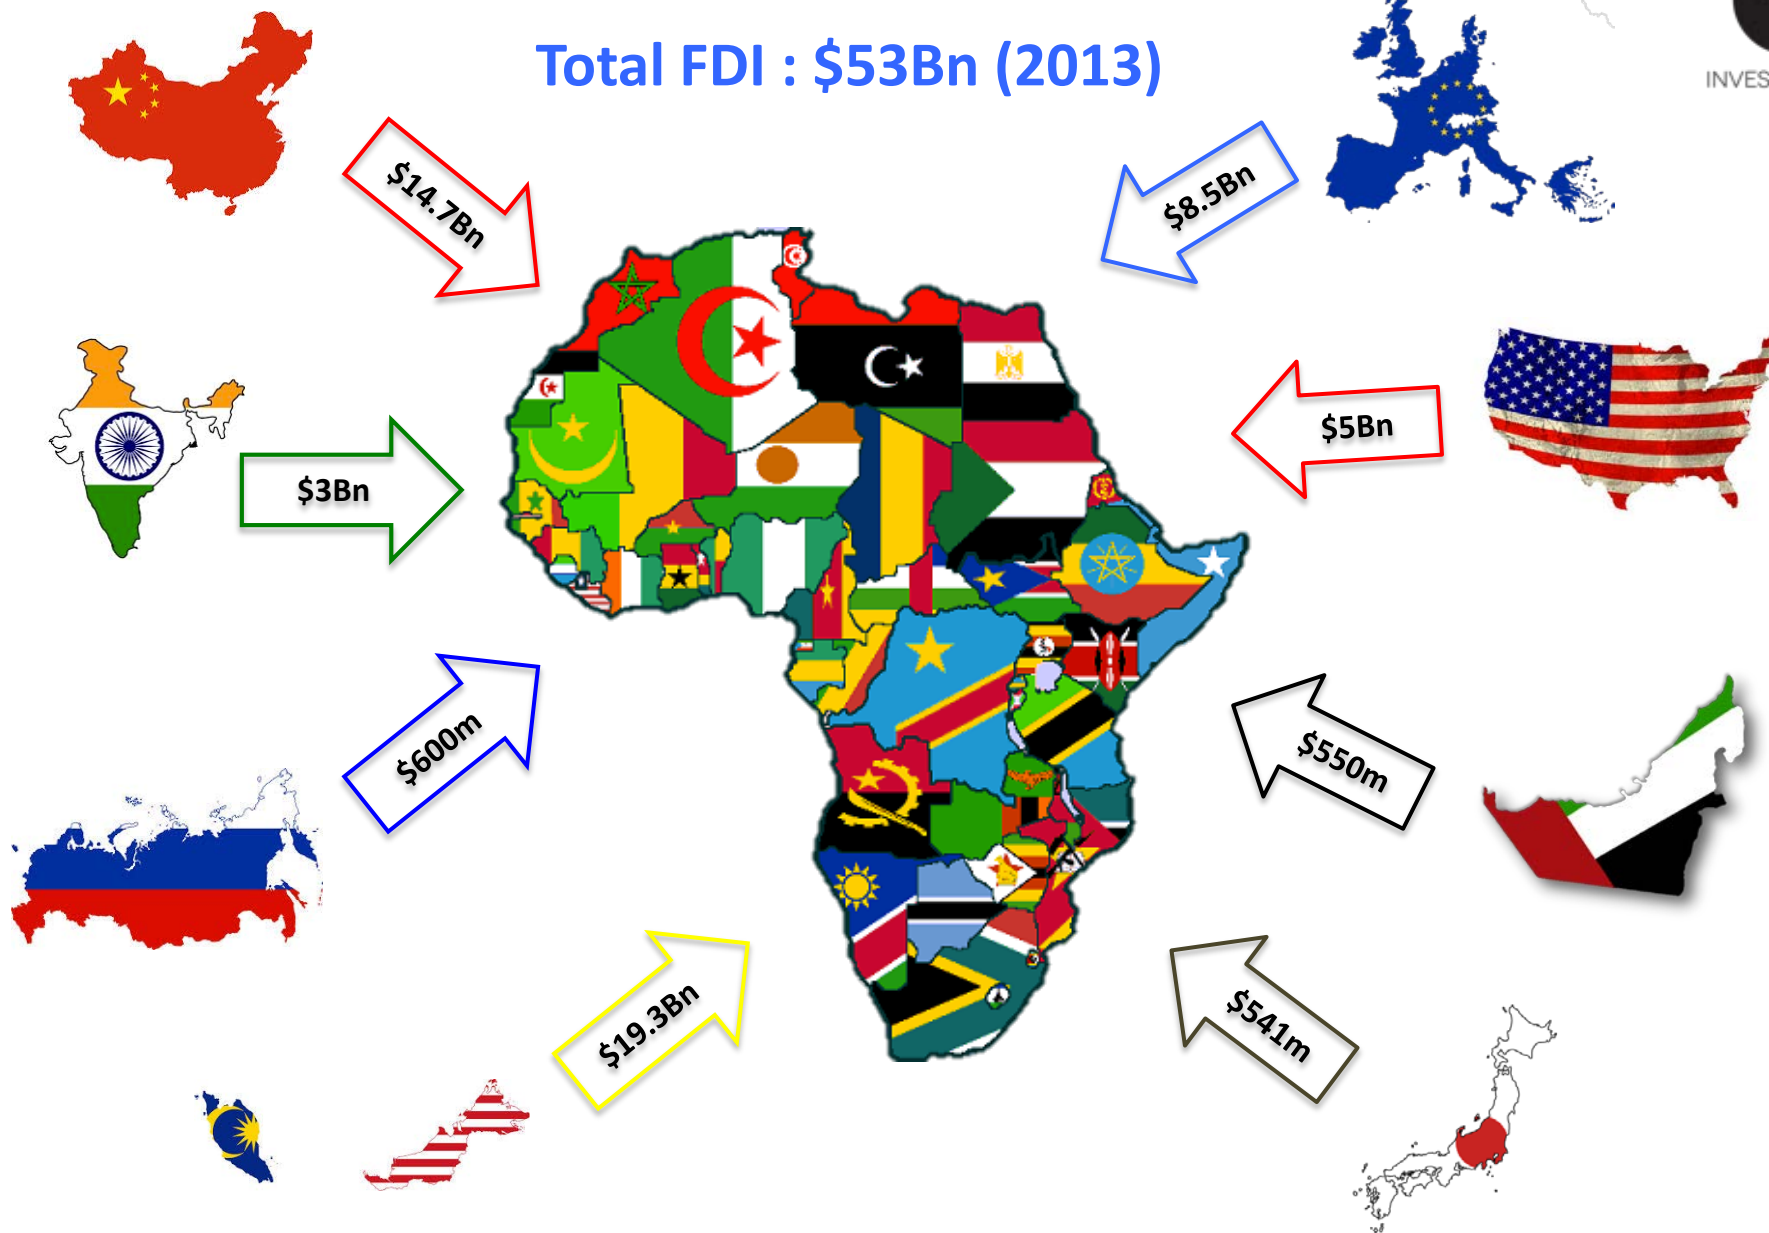 Total FDI : $53Bn (2013)
INVES
$14.7Bn
$8.5Bn
$5Bn
$3Bn
$600m
$550m
$19.3Bn
$541m